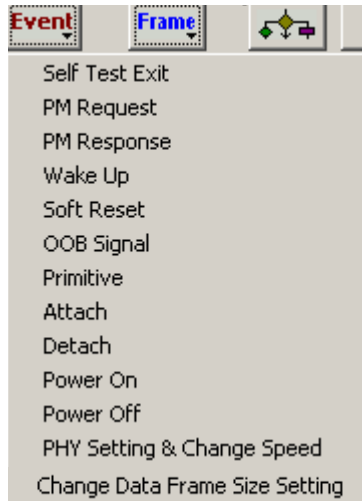 Event Frame
Self Test Exit
PM Request
PM Response
Wake Up
Soft Reset
OOB Signal
Primitive
Attach
Detach
Power On
Power Off
PHY Setting & Change Speed
Change Data Frame Size Setting